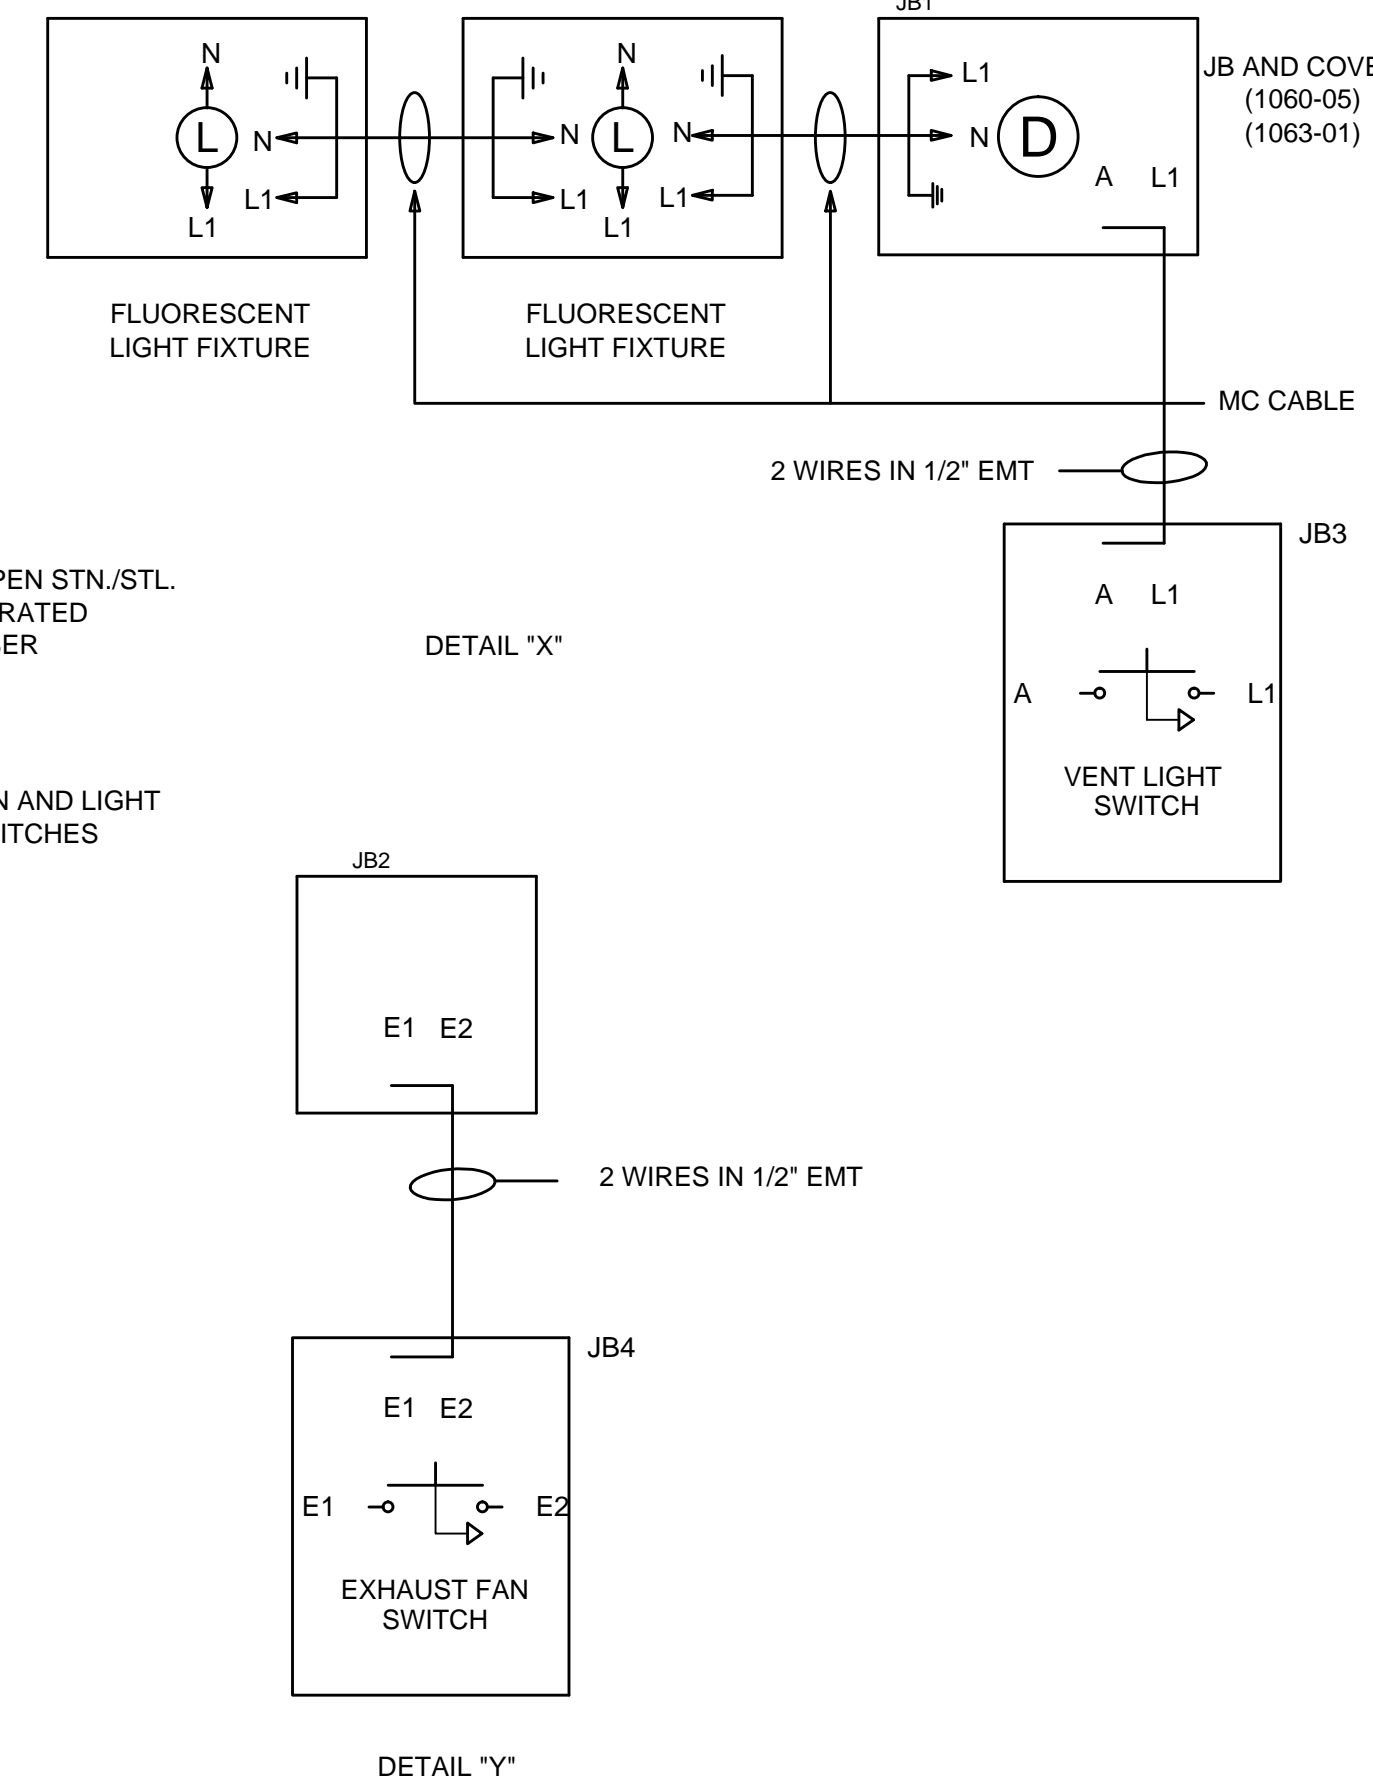 JB1
N
L
N
L1
L1
FLUORESCENT
LIGHT FIXTURE
N
L1
N
L
N
L1
L1
FLUORESCENT
LIGHT FIXTURE
L1
N
D
A L1
JB AND COVE
(1060-05)
(1063-01)
MC CABLE
2 WIRES IN 1/2" EMT
JB3
A L1
A
L1
VENT LIGHT
SWITCH
PEN STN./STL.
RATED
ER
DETAIL "X"
N AND LIGHT
ITCHES
JB2
E1 E2
2 WIRES IN 1/2" EMT
JB4
E1 E2
E1
E2
EXHAUST FAN
SWITCH
DETAIL "Y"